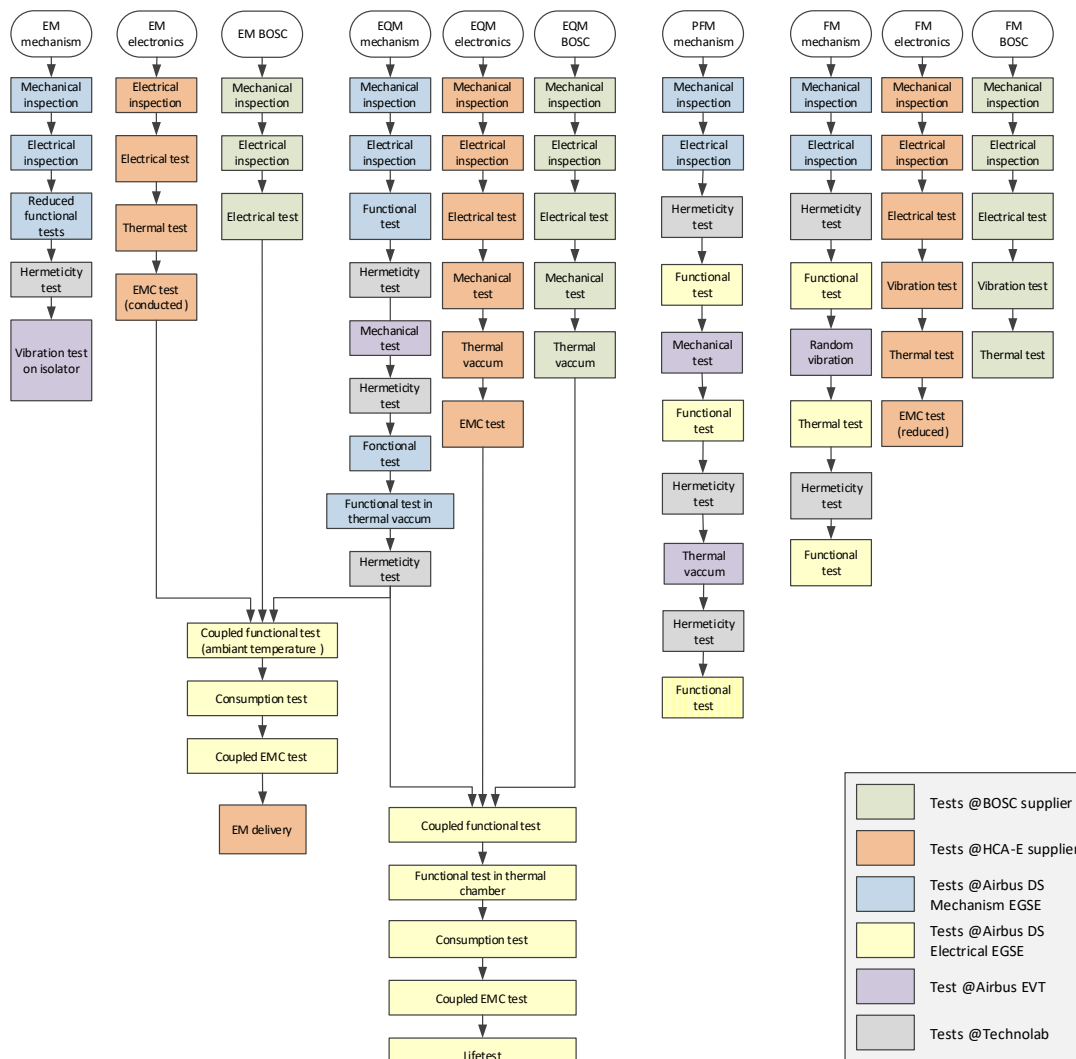 EM
mechanism
EM
electronics
EM BOSC
EQM
mechanism
EQM
electronics
EQM
BOSC
PFM
mechanism
FM
mechanism
FM
electronics
FM
BOSC
Mechanical
inspection
Electrical
inspection
Reduced
functional
tests
Hermeticity
test
Vibration test
on isolator
Electrical
inspection
Electrical test
Thermal test
EMC test
(conducted )
Mechanical
inspection
Electrical
inspection
Electrical test
Mechanical
inspection
Electrical
inspection
Functional
test
Hermeticity
test
Mechanical
test
Hermeticity
test
Fonctional
test
Functional test in
thermal vaccum
Hermeticity
test
Mechanical
inspection
Electrical
inspection
Electrical test
Mechanical
test
Thermal
vaccum
EMC test
Mechanical
inspection
Electrical
inspection
Electrical test
Mechanical
test
Thermal
vaccum
Mechanical
inspection
Electrical
inspection
Hermeticity
test
Functional
test
Mechanical
test
Functional
test
Hermeticity
test
Thermal
vaccum
Hermeticity
test
Functional
test
Mechanical
inspection
Electrical
inspection
Hermeticity
test
Functional
test
Random
vibration
Thermal test
Hermeticity
test
Functional
test
Mechanical
inspection
Electrical
inspection
Electrical test
Vibration test
Thermal test
EMC test
(reduced )
Mechanical
inspection
Electrical
inspection
Electrical test
Vibration test
Thermal test
Coupled functional test
(ambiant temperature )
Consumption test
Coupled EMC test
EM delivery
Coupled functional test
Functional test in thermal
chamber
Consumption test
Coupled EMC test
Lifetest
Tests @BOSC supplier
Tests @HCA-E supplier
Tests @Airbus DS
Mechanism EGSE
Tests @Airbus DS
Electrical EGSE
Test @Airbus EVT
Tests @Technolab